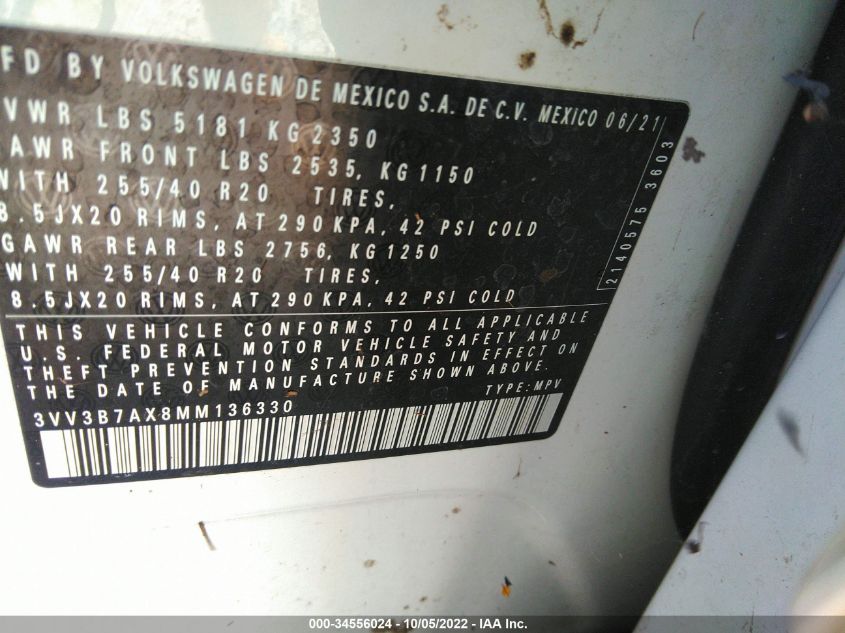 FD BY VOLKSWAGEN DE MEXICO S.A. DE C.V. MEXICO 06/21
VWR LBS 5181 KG 2350
AWR FRONT LBS 2535, KG 1150
WITH 255/40 R20 TIRES,
8.5JX20 RIMS, AT 290 KPA, 42 PSI COLD
GAWR REAR LBS 2756, KG 1250
WITH 255/40 R20 TIRES,
8.5JX20 RIMS, AT 290 KPA, 42 PSI COLD
2140575 3603
THIS VEHICLE CONFORMS TO ALL APPLICABLE
U.S. FEDERAL MOTOR VEHICLE SAFETY AND
THEFT PREVENTION STANDARDS IN EFFECT ON
THE DATE OF MANUFACTURE SHOWN ABOVE.
3VV3B7AX8MM136330 TYPE: MPV
000-34556024 - 10/05/2022 - IAA Inc.